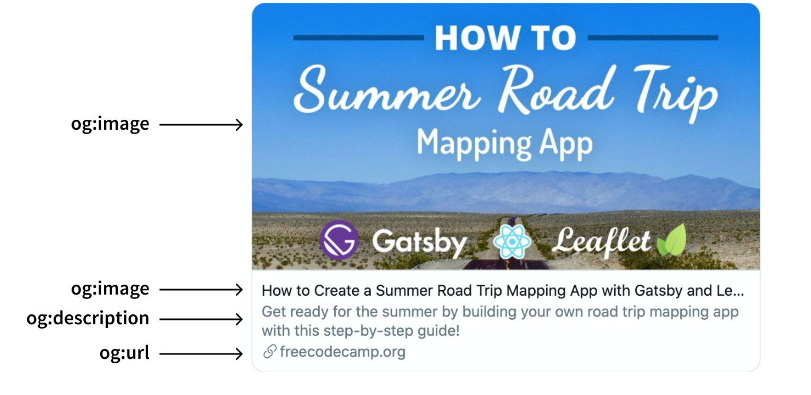 HOW TO
Summer Road Trip
Mapping App
og:image
Gatsby
Leaflet
og:image
How to Create a Summer Road Trip Mapping App with Gatsby and Le...
og:description
Get ready for the summer by building your own road trip mapping app
with this step-by-step guide!
og:url
freecodecamp.org